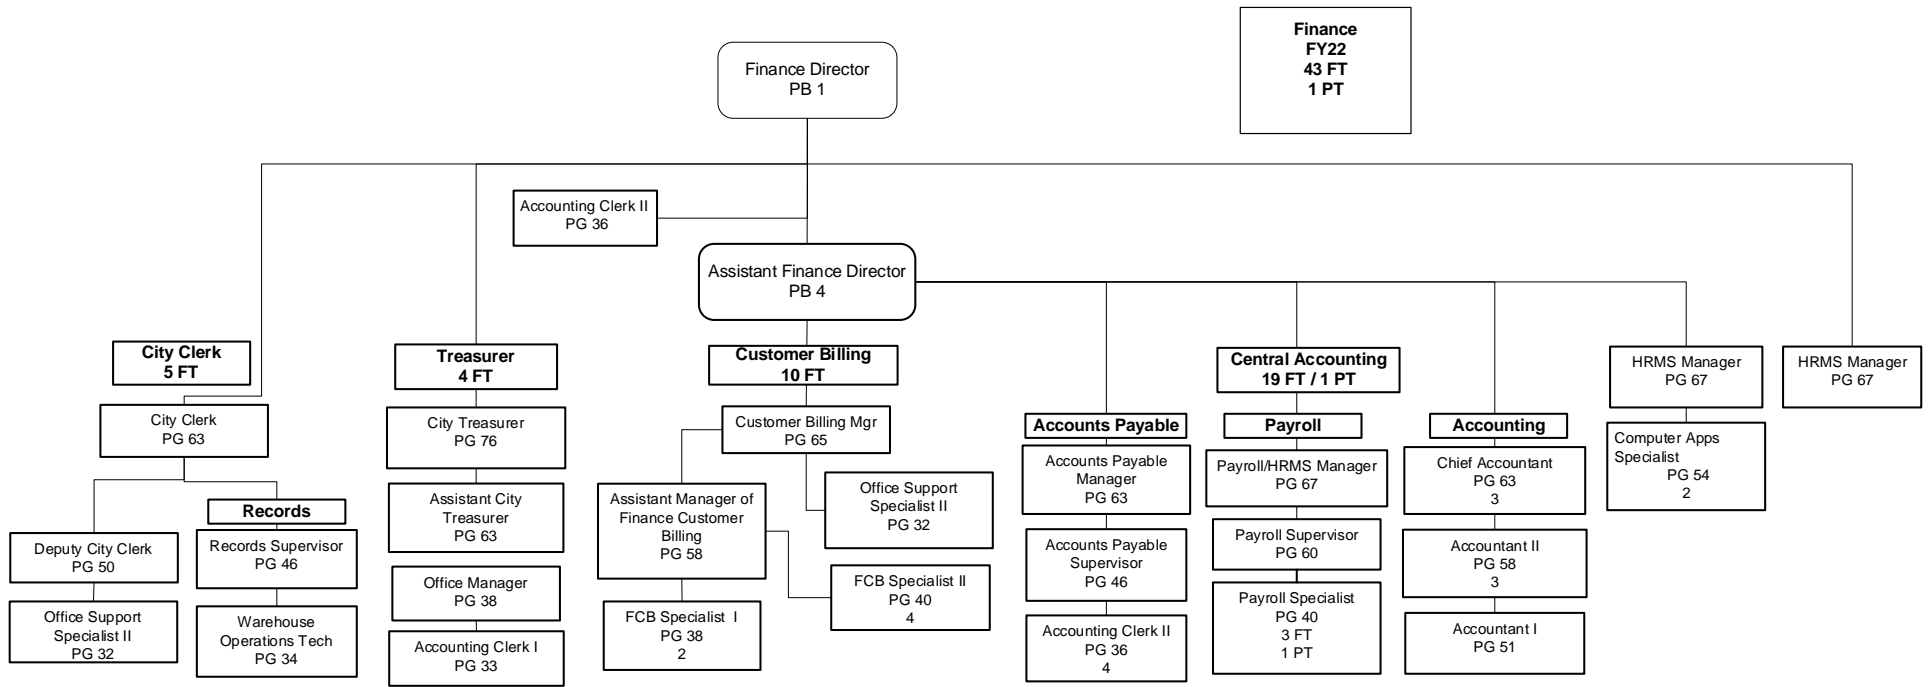 Finance
FY22
43 FT
1 PT
Finance Director
PB 1
Accounting Clerk II
PG 36
Assistant Finance Director
PB 4
City Clerk
5 FT
City Clerk
PG 63
Deputy City Clerk
PG 50
Office Support
Specialist II
PG 32
Records
Records Supervisor
PG 46
Warehouse
Operations Tech
PG 34
Treasurer
4 FT
City Treasurer
PG 76
Assistant City
Treasurer
PG 63
Office Manager
PG 38
Accounting Clerk I
PG 33
Customer Billing
10 FT
Customer Billing Mgr
PG 65
Assistant Manager of
Finance Customer
Billing
PG 58
Office Support
Specialist II
PG 32
FCB Specialist I
PG 38
2
FCB Specialist II
PG 40
4
Central Accounting
19 FT / 1 PT
Accounts Payable
Accounts Payable
Manager
PG 63
Accounts Payable
Supervisor
PG 46
Accounting Clerk II
PG 36
4
Payroll
Payroll/HRMS Manager
PG 67
Payroll Supervisor
PG 60
Payroll Specialist
PG 40
3 FT
1 PT
Accounting
Chief Accountant
PG 63
3
Accountant II
PG 58
3
Accountant I
PG 51
HRMS Manager
PG 67
Computer Apps
Specialist
PG 54
2
HRMS Manager
PG 67